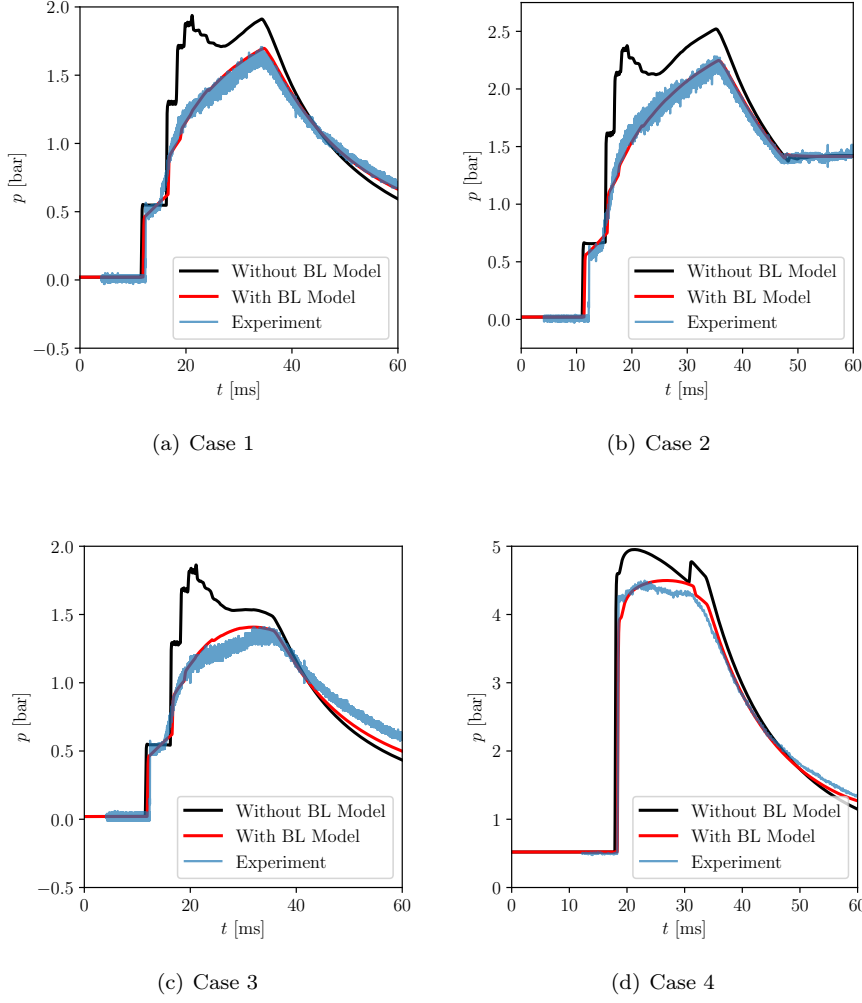 2.0
1.5
1.0
0.5
0.0
−0.5
p [bar]
0 20 40 60
t [ms]
Without BL Model
With BL Model
Experiment
(a) Case 1
2.5
2.0
1.5
1.0
0.5
0.0
p [bar]
0 10 20 30 40 50 60
t [ms]
Without BL Model
With BL Model
Experiment
(b) Case 2
2.0
1.5
1.0
0.5
0.0
−0.5
p [bar]
0 20 40 60
t [ms]
Without BL Model
With BL Model
Experiment
(c) Case 3
5
4
3
2
1
0
p [bar]
0 10 20 30 40 50 60
t [ms]
Without BL Model
With BL Model
Experiment
(d) Case 4